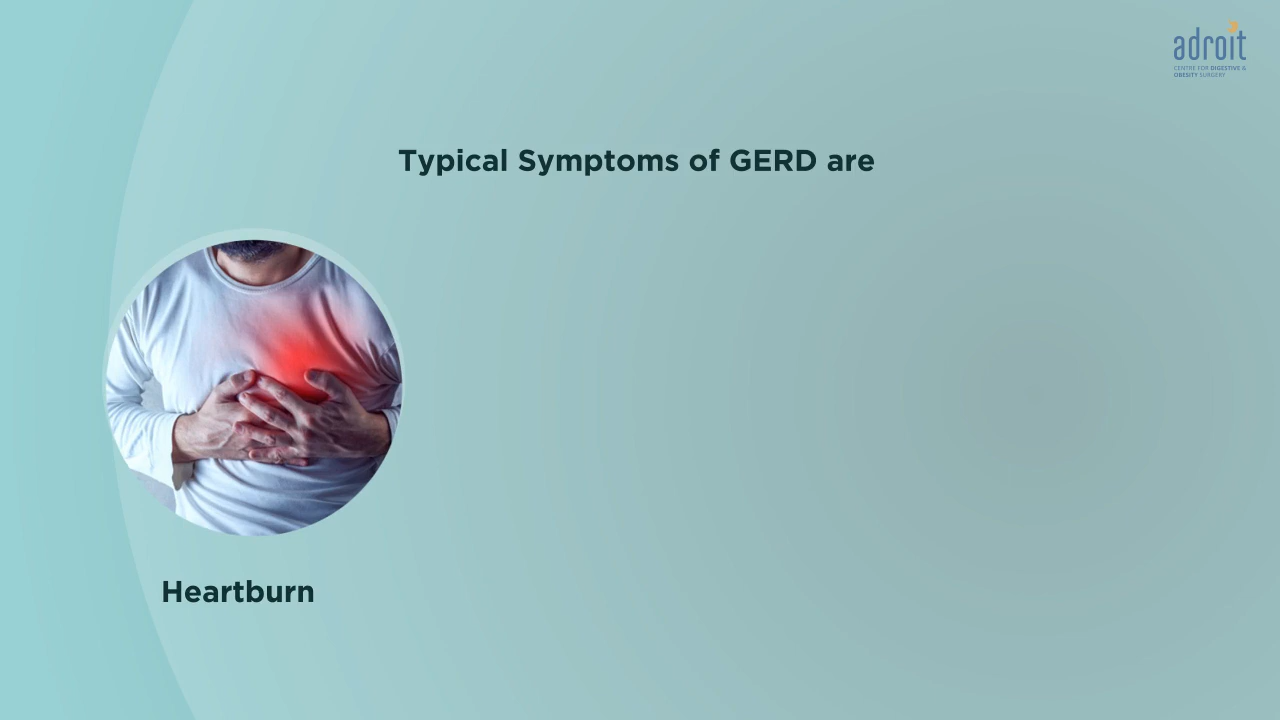 adroit
CENTRE FOR DIGESTIVE &
OBESITY SURGERY
Typical Symptoms of GERD are
Heartburn